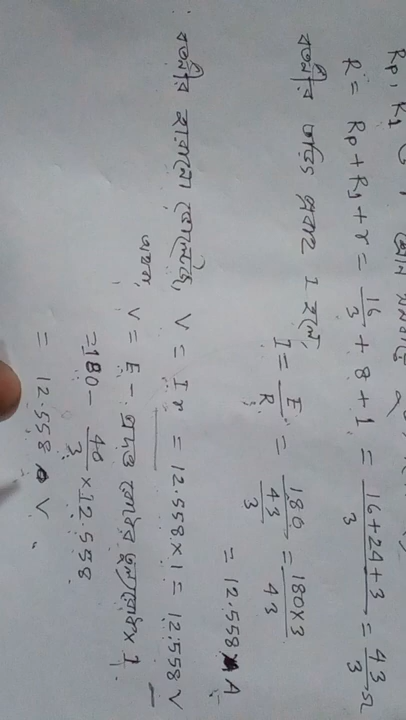 Rp, R1 ও r
R = Rp + R1 + r = 16/3 + 8 + 1 = (16+24+3)/3 = 43/3 Ω
বর্তনীর তড়িৎ প্রবাহ I হলে,
I = E/R = 180/(43/3) = (180×3)/43
= 12.558 A
বর্তনীর হারানো ভোল্ট, V = Ir = 12.558×1 = 12.558 V
V = E − × I
= 180 − 40/3 × 12.558
= 12.558 V